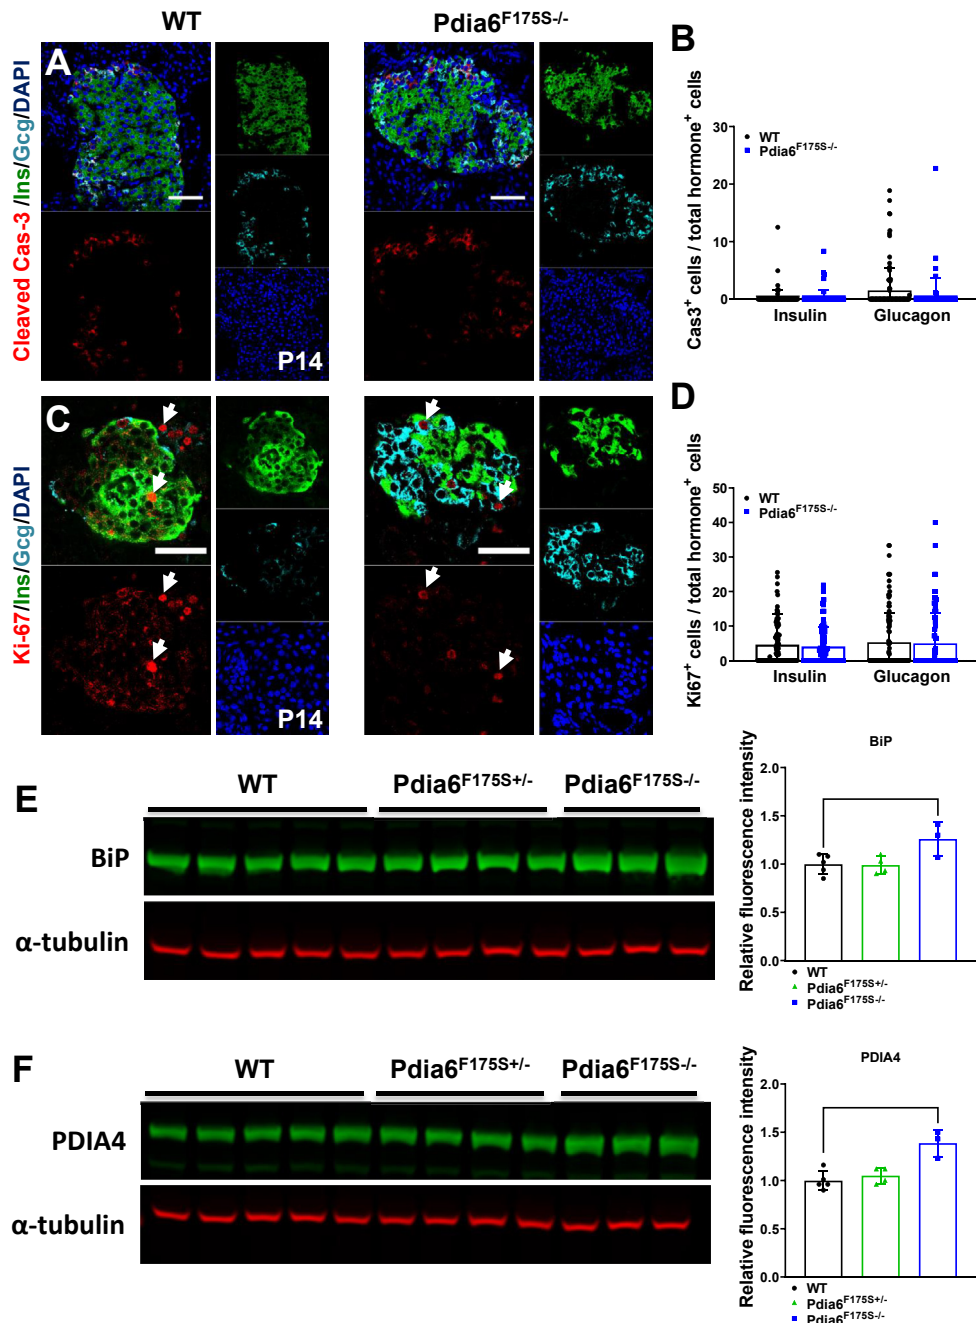 WT
Pdia6F175S-/-
A
Cleaved Cas-3 /Ins/Gcg/DAPI
P14
B
Cas3+ cells / total hormone+ cells
30
20
10
0
WT
Pdia6F175S-/-
Insulin
Glucagon
C
Ki-67/Ins/Gcg/DAPI
P14
D
Ki67+ cells / total hormone+ cells
50
40
30
20
10
0
WT
Pdia6F175S-/-
Insulin
Glucagon
E
WT
Pdia6F175S+/-
Pdia6F175S-/-
BiP
α-tubulin
BiP
Relative fluorescence intensity
2.0
1.5
1.0
0.5
0.0
WT
Pdia6F175S+/-
Pdia6F175S-/-
F
WT
Pdia6F175S+/-
Pdia6F175S-/-
PDIA4
α-tubulin
PDIA4
Relative fluorescence intensity
2.0
1.5
1.0
0.5
0.0
WT
Pdia6F175S+/-
Pdia6F175S-/-